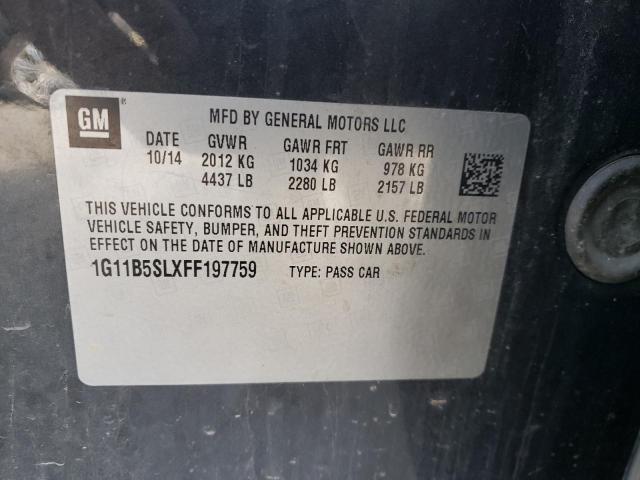 GM ®
MFD BY GENERAL MOTORS LLC
DATE GVWR GAWR FRT GAWR RR
10/14 2012 KG 1034 KG 978 KG
4437 LB 2280 LB 2157 LB
THIS VEHICLE CONFORMS TO ALL APPLICABLE U.S. FEDERAL MOTOR
VEHICLE SAFETY, BUMPER, AND THEFT PREVENTION STANDARDS IN
EFFECT ON THE DATE OF MANUFACTURE SHOWN ABOVE.
1G11B5SLXFF197759 TYPE: PASS CAR